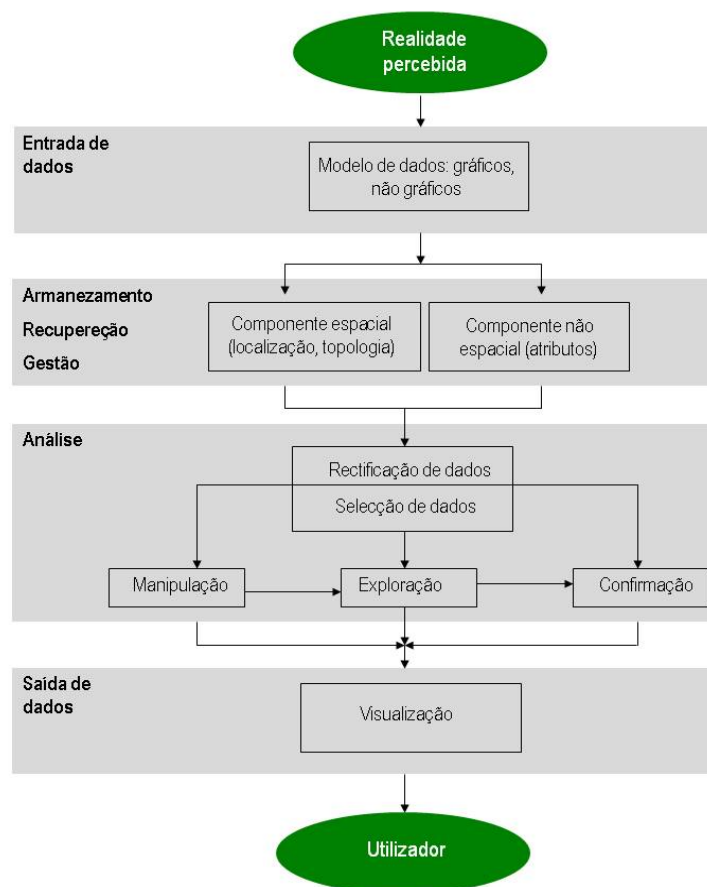 Realidade
percebida
Entrada de
dados
Modelo de dados: gráficos,
não gráficos
Armanezamento
Recupereção
Gestão
Componente espacial
(localização, topologia)
Componente não
espacial (atributos)
Análise
Rectificação de dados
Selecção de dados
Manipulação
Exploração
Confirmação
Saída de
dados
Visualização
Utilizador